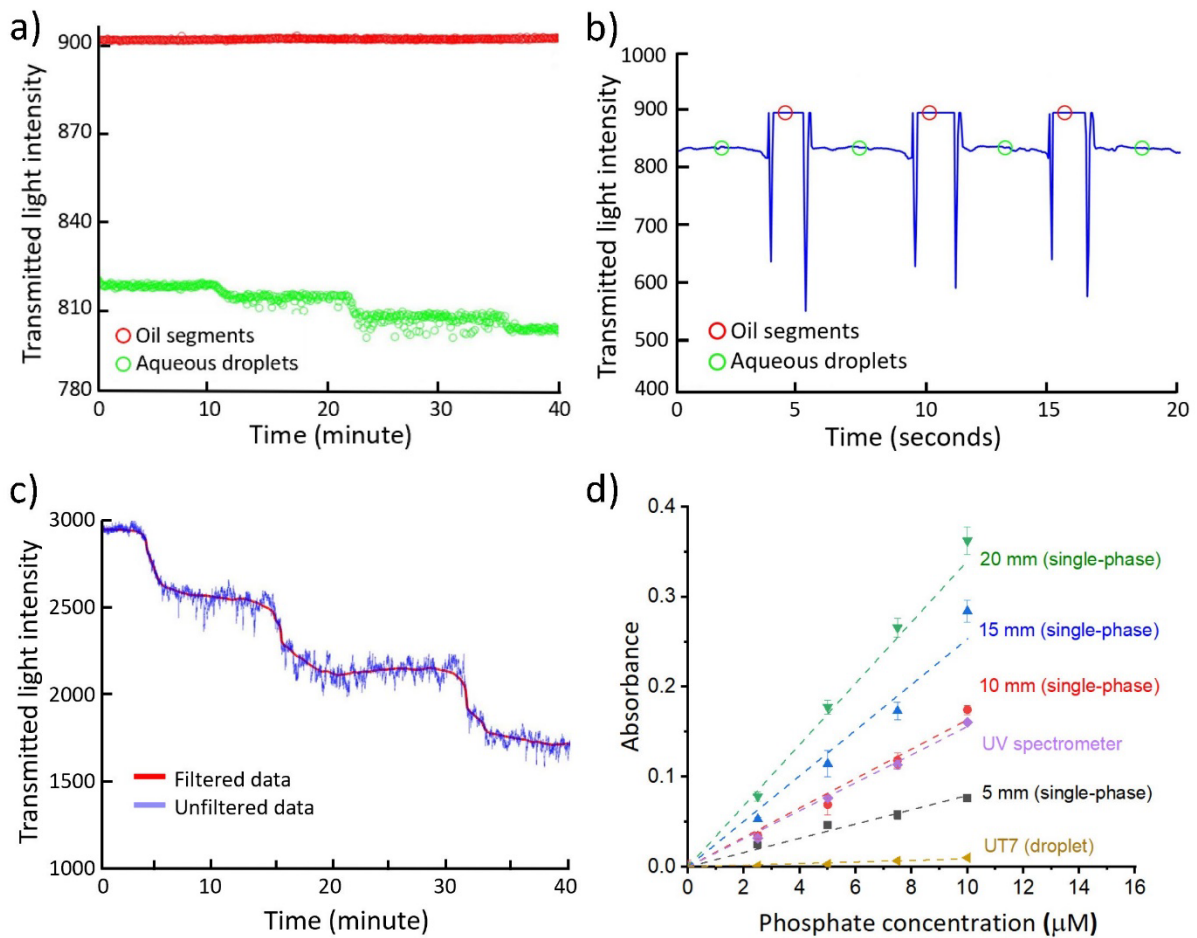 a)
Transmitted light intensity
900
870
840
810
780
0 10 20 30 40
Time (minute)
Oil segments
Aqueous droplets
b)
Transmitted light intensity
1000
900
800
700
600
500
400
0 5 10 15 20
Time (seconds)
Oil segments
Aqueous droplets
c)
Transmitted light intensity
3000
2500
2000
1500
1000
0 10 20 30 40
Time (minute)
Filtered data
Unfiltered data
d)
Absorbance
0.4
0.3
0.2
0.1
0.0
0 2 4 6 8 10 12 14 16
Phosphate concentration (μM)
20 mm (single-phase)
15 mm (single-phase)
10 mm (single-phase)
UV spectrometer
5 mm (single-phase)
UT7 (droplet)